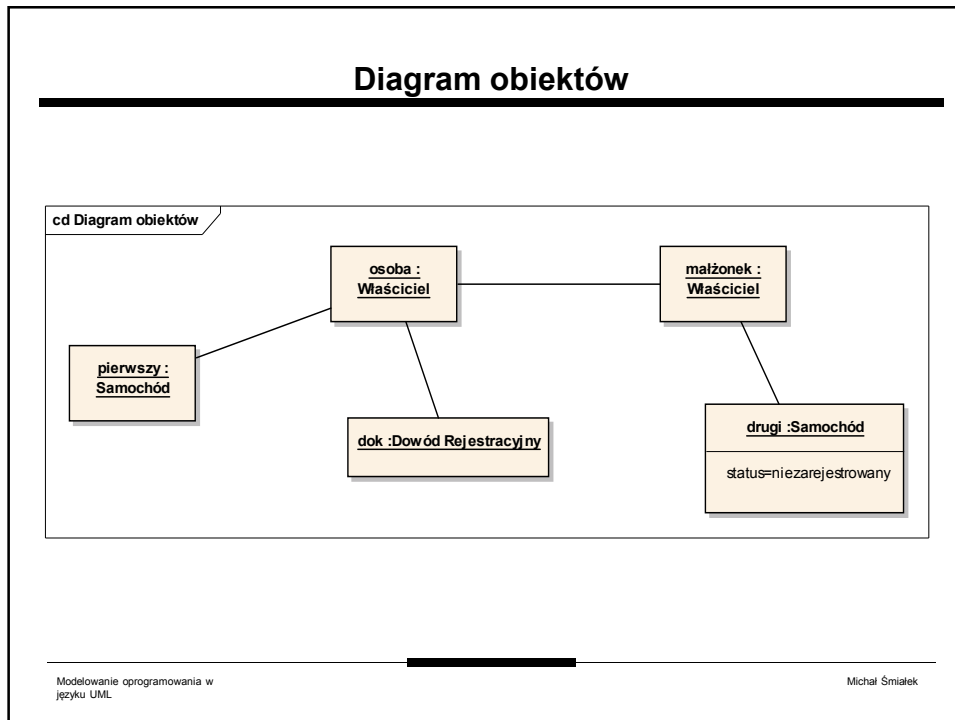 Diagram obiektów
cd Diagram obiektów
osoba :
Właściciel
małżonek :
Właściciel
pierwszy :
Samochód
dok :Dowód Rejestracyjny
drugi :Samochód
status=niezarejestrowany
Modelowanie oprogramowania w
języku UML
Michał Śmiałek